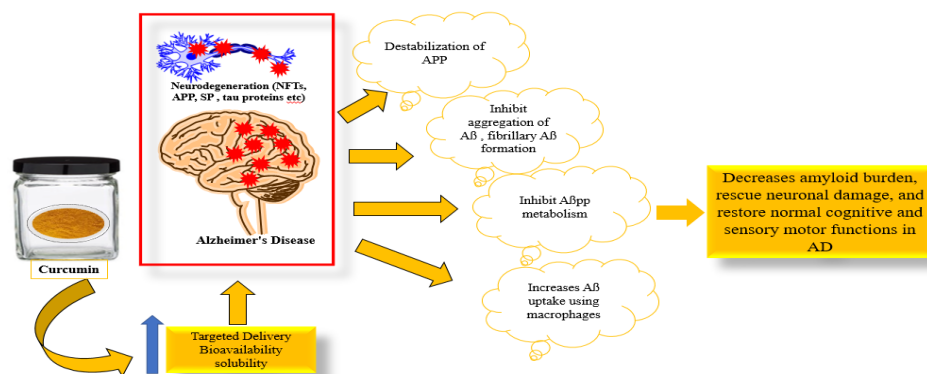 Neurodegeneration (NFTs,
APP, SP , tau proteins etc)
Alzheimer's Disease
Curcumin
Targeted Delivery
Bioavailability
solubility
Destabilization of
APP
Inhibit
aggregation of
Aß , fibrillary Aß
formation
Inhibit Aßpp
metabolism
Increases Aß
uptake using
macrophages
Decreases amyloid burden,
rescue neuronal damage, and
restore normal cognitive and
sensory motor functions in
AD